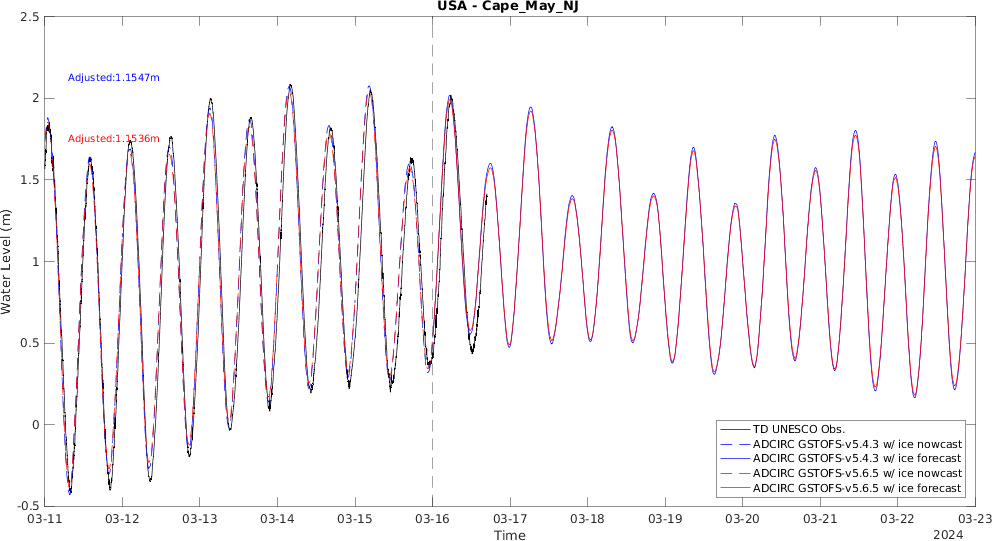 USA - Cape_May_NJ
2.5
2
1.5
1
0.5
0
-0.5
Water Level (m)
Adjusted:1.1547m
Adjusted:1.1536m
TD UNESCO Obs.
ADCIRC GSTOFS-v5.4.3 w/ ice nowcast
ADCIRC GSTOFS-v5.4.3 w/ ice forecast
ADCIRC GSTOFS-v5.6.5 w/ ice nowcast
ADCIRC GSTOFS-v5.6.5 w/ ice forecast
03-11 03-12 03-13 03-14 03-15 03-16 03-17 03-18 03-19 03-20 03-21 03-22 03-23
Time
2024